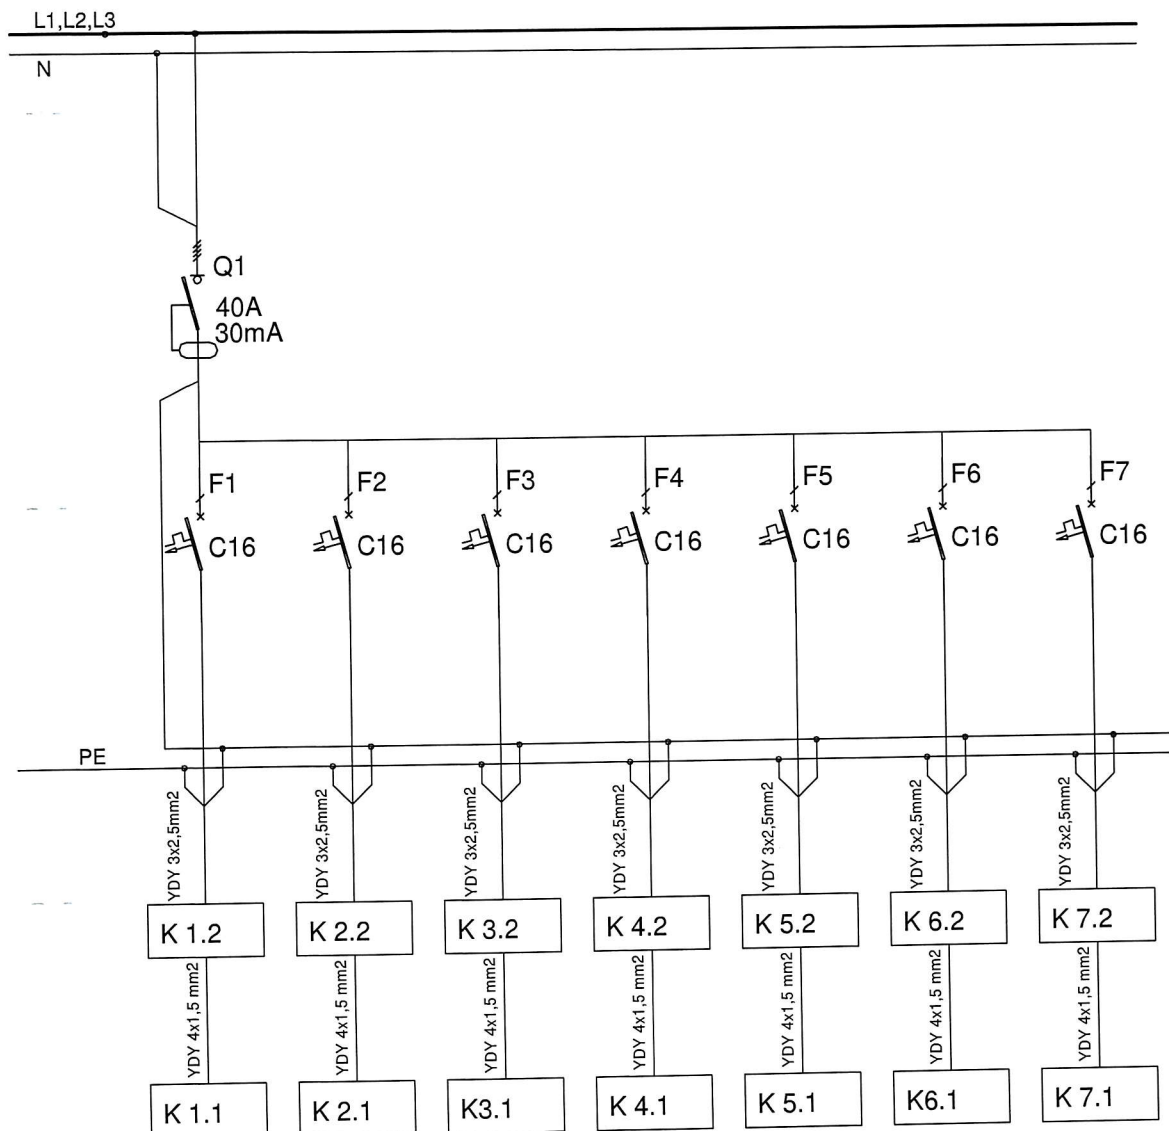 L1,L2,L3
N
Q1
40A
30mA
F1 F2 F3 F4 F5 F6 F7
C16 C16 C16 C16 C16 C16 C16
PE
YDY 3x2,5mm2 YDY 3x2,5mm2 YDY 3x2,5mm2 YDY 3x2,5mm2 YDY 3x2,5mm2 YDY 3x2,5mm2 YDY 3x2,5mm2
K 1.2 K 2.2 K 3.2 K 4.2 K 5.2 K 6.2 K 7.2
YDY 4x1,5 mm2 YDY 4x1,5 mm2 YDY 4x1,5 mm2 YDY 4x1,5 mm2 YDY 4x1,5 mm2 YDY 4x1,5 mm2 YDY 4x1,5 mm2
K 1.1 K 2.1 K3.1 K 4.1 K 5.1 K6.1 K 7.1